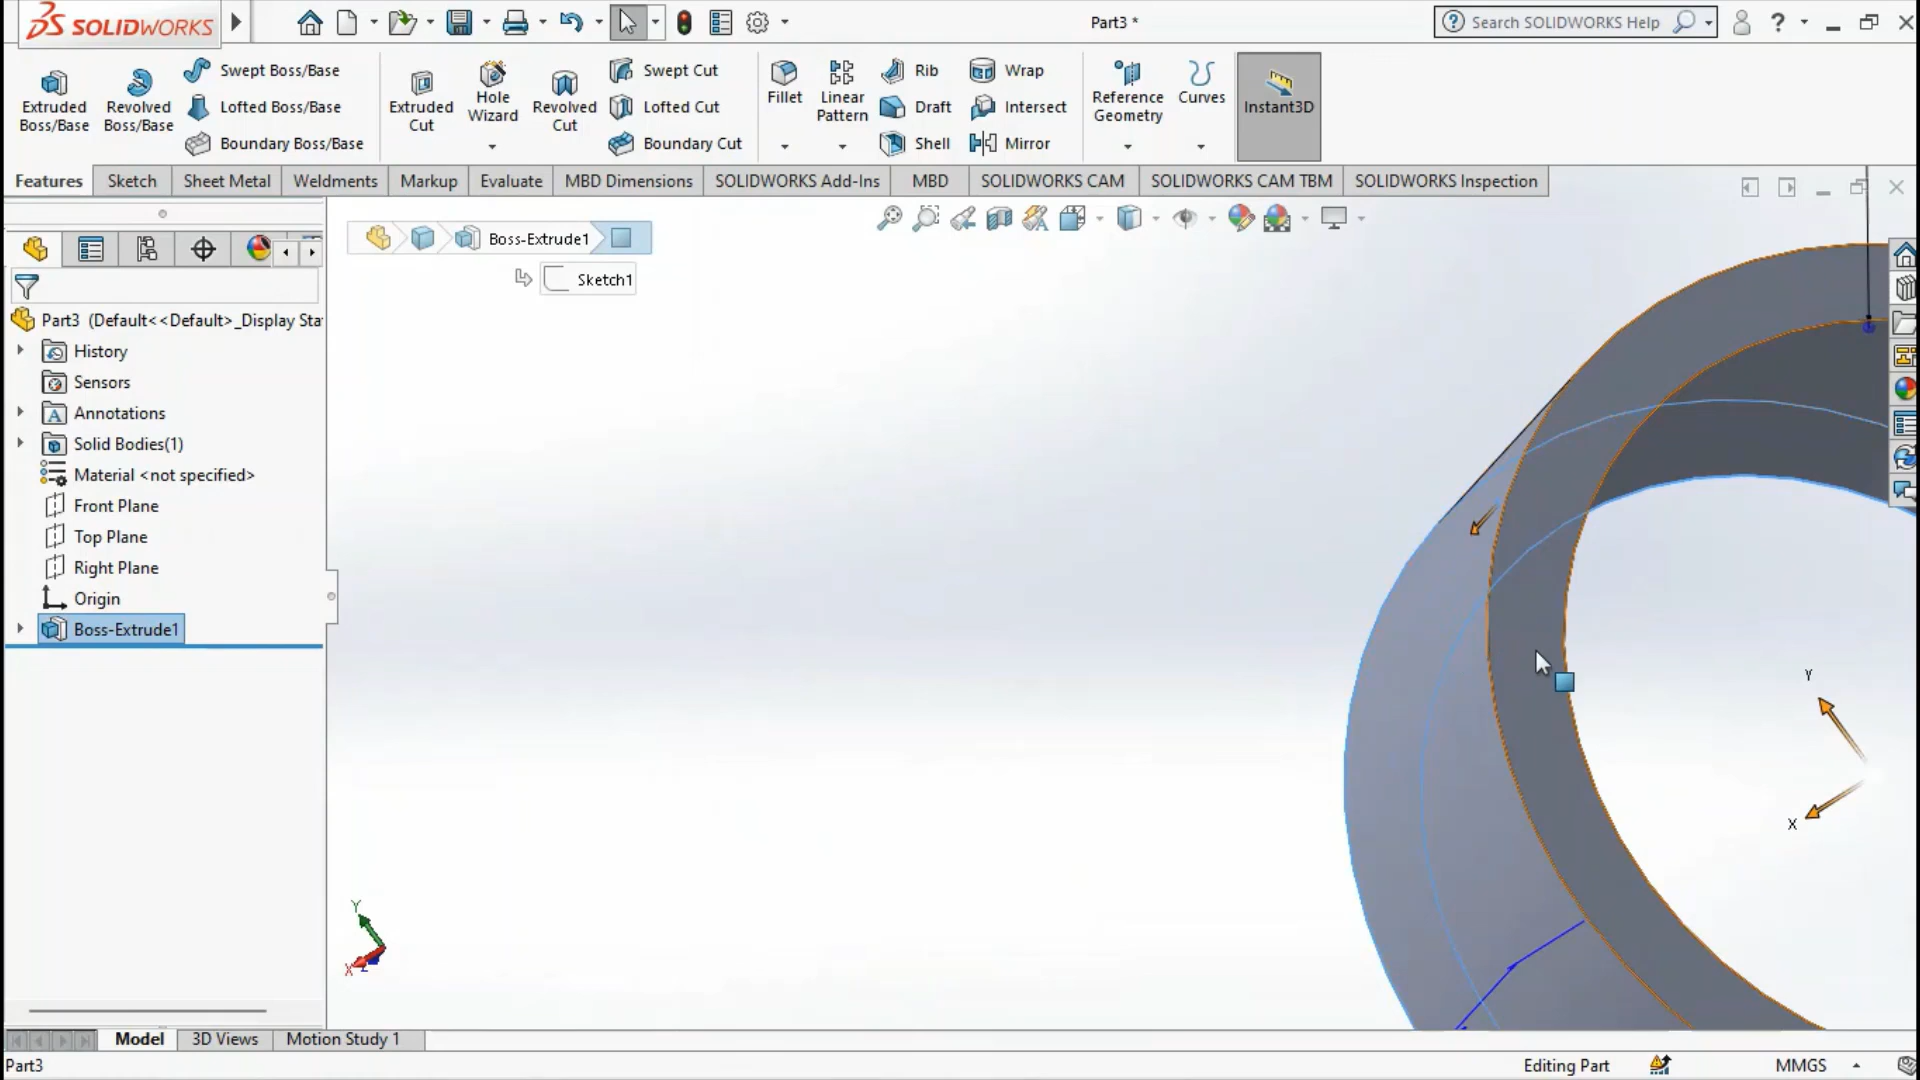 SOLIDWORKS
Part3 *
Search SOLIDWORKS Help
Extruded Boss/Base
Revolved Boss/Base
Swept Boss/Base
Lofted Boss/Base
Boundary Boss/Base
Extruded Cut
Hole Wizard
Revolved Cut
Swept Cut
Lofted Cut
Boundary Cut
Fillet
Linear Pattern
Rib
Draft
Shell
Wrap
Intersect
Mirror
Reference Geometry
Curves
Instant3D
Features
Sketch
Sheet Metal
Weldments
Markup
Evaluate
MBD Dimensions
SOLIDWORKS Add-Ins
MBD
SOLIDWORKS CAM
SOLIDWORKS CAM TBM
SOLIDWORKS Inspection
Boss-Extrude1
Sketch1
Part3 (Default<<Default>_Display Sta
History
Sensors
Annotations
Solid Bodies(1)
Material <not specified>
Front Plane
Top Plane
Right Plane
Origin
Boss-Extrude1
Y
X
Y
X
Z
Model
3D Views
Motion Study 1
Part3
Editing Part
MMGS